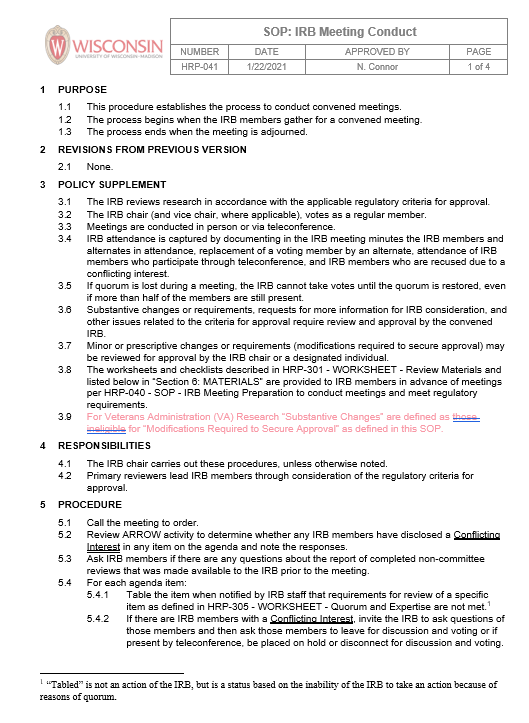 WISCONSIN
UNIVERSITY OF WISCONSIN-MADISON
SOP: IRB Meeting Conduct
NUMBER DATE APPROVED BY PAGE
HRP-041 1/22/2021 N. Connor 1 of 4
1 PURPOSE
1.1 This procedure establishes the process to conduct convened meetings.
1.2 The process begins when the IRB members gather for a convened meeting.
1.3 The process ends when the meeting is adjourned.
2 REVISIONS FROM PREVIOUS VERSION
2.1 None.
3 POLICY SUPPLEMENT
3.1 The IRB reviews research in accordance with the applicable regulatory criteria for approval.
3.2 The IRB chair (and vice chair, where applicable), votes as a regular member.
3.3 Meetings are conducted in person or via teleconference.
3.4 IRB attendance is captured by documenting in the IRB meeting minutes the IRB members and
alternates in attendance, replacement of a voting member by an alternate, attendance of IRB
members who participate through teleconference, and IRB members who are recused due to a
conflicting interest.
3.5 If quorum is lost during a meeting, the IRB cannot take votes until the quorum is restored, even
if more than half of the members are still present.
3.6 Substantive changes or requirements, requests for more information for IRB consideration, and
other issues related to the criteria for approval require review and approval by the convened
IRB.
3.7 Minor or prescriptive changes or requirements (modifications required to secure approval) may
be reviewed for approval by the IRB chair or a designated individual.
3.8 The worksheets and checklists described in HRP-301 - WORKSHEET - Review Materials and
listed below in “Section 6: MATERIALS” are provided to IRB members in advance of meetings
per HRP-040 - SOP - IRB Meeting Preparation to conduct meetings and meet regulatory
requirements.
3.9 For Veterans Administration (VA) Research “Substantive Changes” are defined as those
ineligible for “Modifications Required to Secure Approval” as defined in this SOP.
4 RESPONSIBILITIES
4.1 The IRB chair carries out these procedures, unless otherwise noted.
4.2 Primary reviewers lead IRB members through consideration of the regulatory criteria for
approval.
5 PROCEDURE
5.1 Call the meeting to order.
5.2 Review ARROW activity to determine whether any IRB members have disclosed a Conflicting
Interest in any item on the agenda and note the responses.
5.3 Ask IRB members if there are any questions about the report of completed non-committee
reviews that was made available to the IRB prior to the meeting.
5.4 For each agenda item:
5.4.1 Table the item when notified by IRB staff that requirements for review of a specific
item as defined in HRP-305 - WORKSHEET - Quorum and Expertise are not met.1
5.4.2 If there are IRB members with a Conflicting Interest, invite the IRB to ask questions of
those members and then ask those members to leave for discussion and voting or if
present by teleconference, be placed on hold or disconnect for discussion and voting.
1 “Tabled” is not an action of the IRB, but is a status based on the inability of the IRB to take an action because of
reasons of quorum.